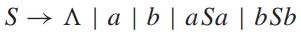 S → Λ | a | b | aSa | bSb